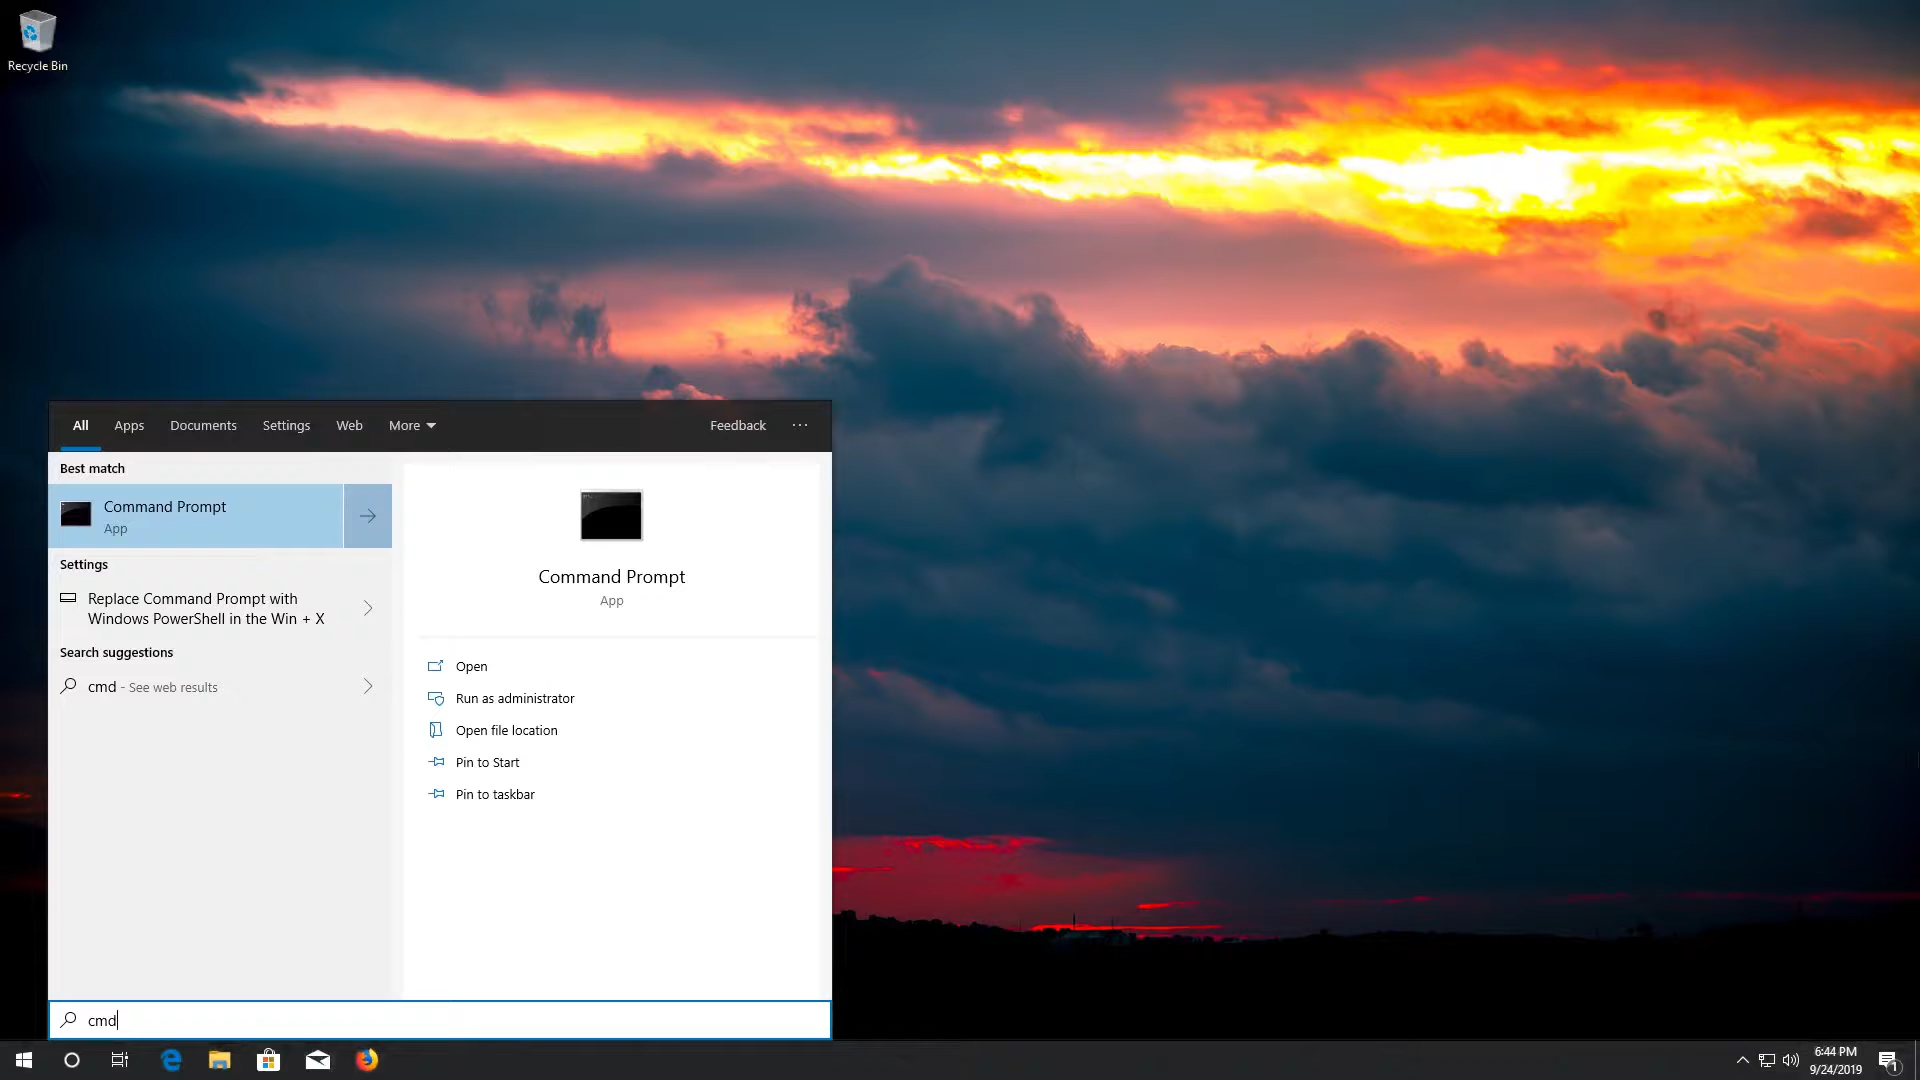 Recycle Bin
All Apps Documents Settings Web More Feedback ...
Best match
Command Prompt
App
Settings
Replace Command Prompt with
Windows PowerShell in the Win + X
Search suggestions
cmd - See web results
Command Prompt
App
Open
Run as administrator
Open file location
Pin to Start
Pin to taskbar
cmd
6:44 PM
9/24/2019
1